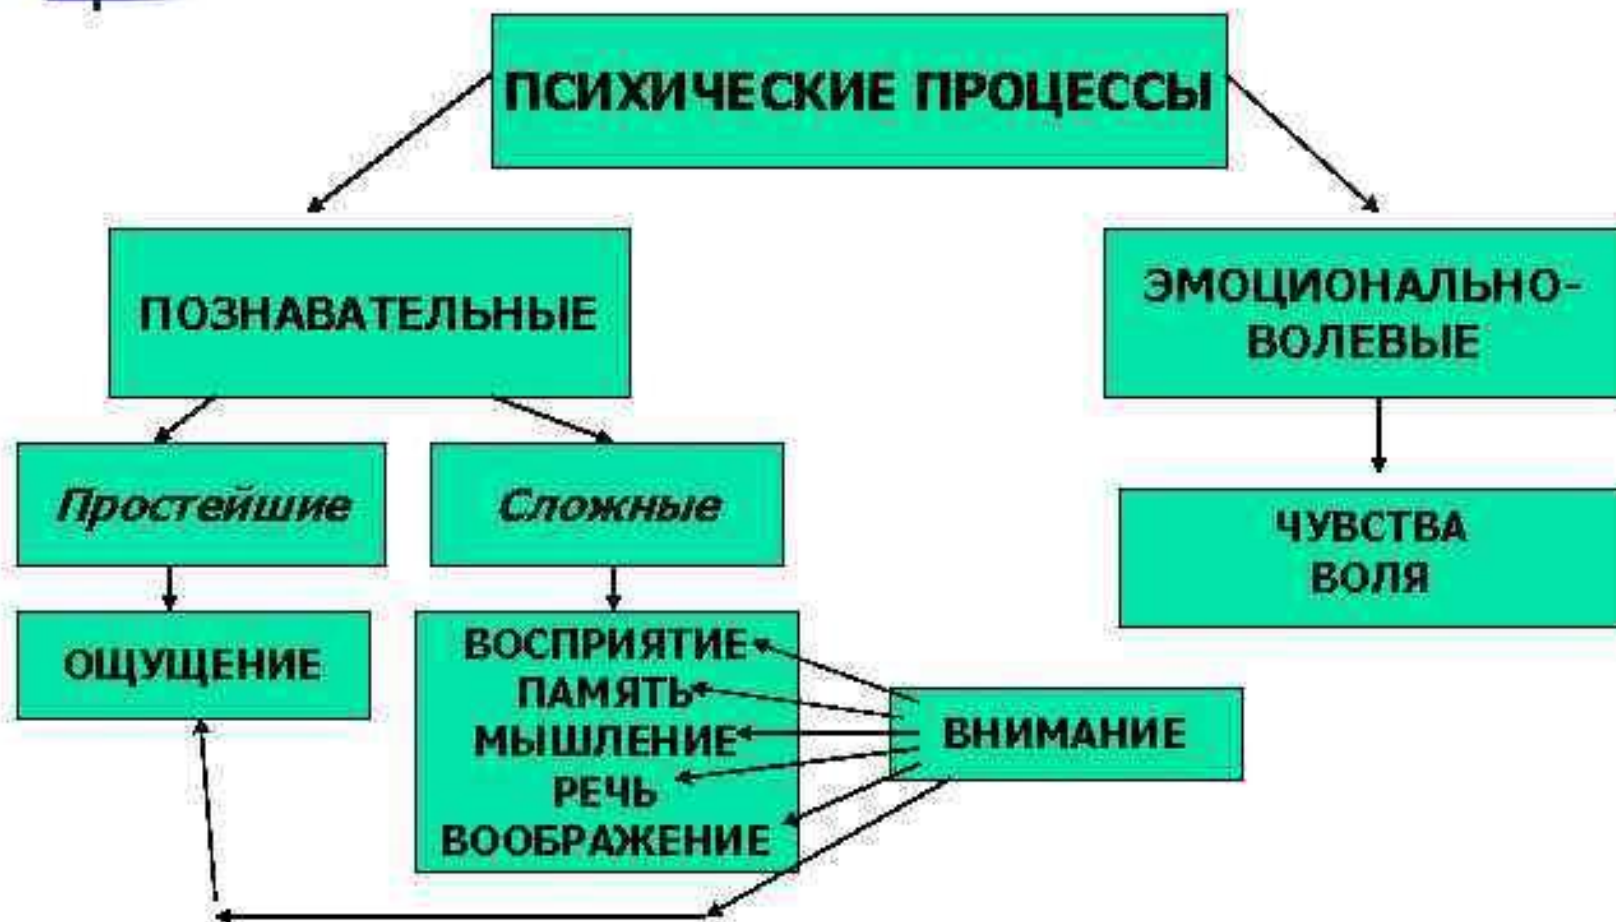 ПСИХИЧЕСКИЕ ПРОЦЕССЫ
ПОЗНАВАТЕЛЬНЫЕ
ЭМОЦИОНАЛЬНО-
ВОЛЕВЫЕ
Простейшие
Сложные
ЧУВСТВА
ВОЛЯ
ОЩУЩЕНИЕ
ВОСПРИЯТИЕ
ПАМЯТЬ
МЫШЛЕНИЕ
РЕЧЬ
ВООБРАЖЕНИЕ
ВНИМАНИЕ